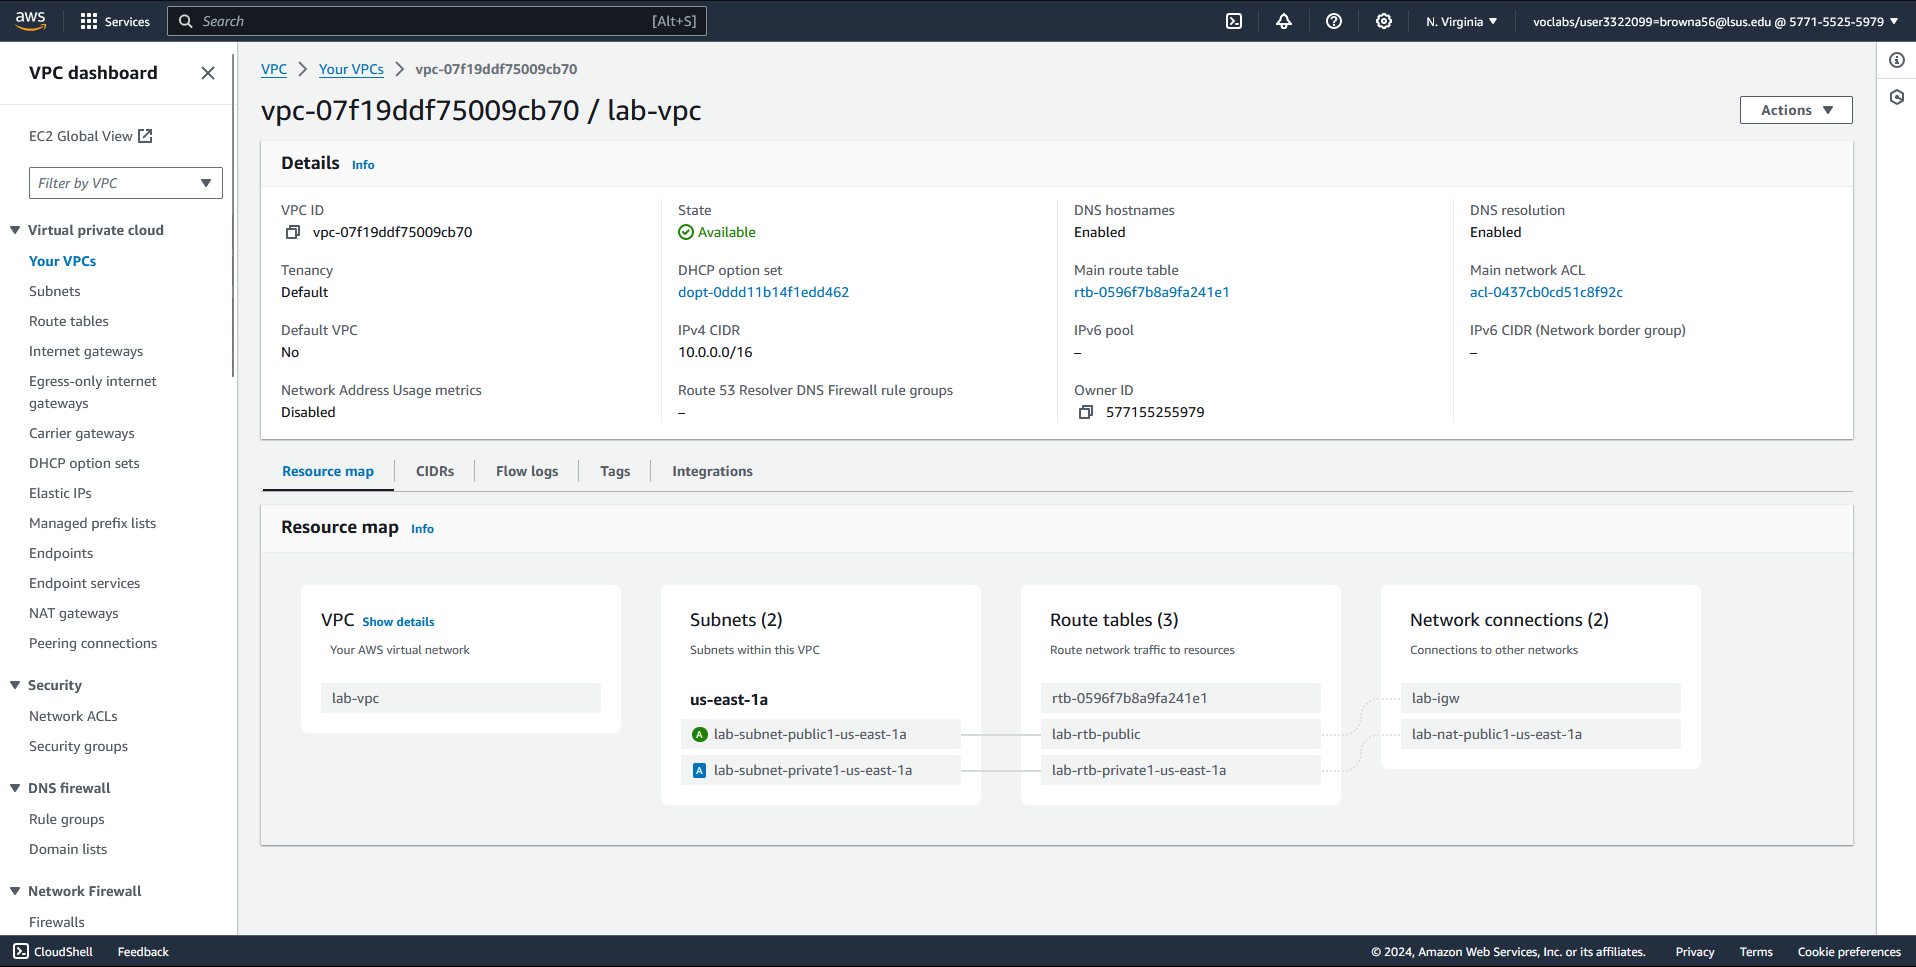 aws
Services
Search
[Alt+S]
N. Virginia
voclabs/user3322099=browna56@lsus.edu @ 5771-5525-5979
VPC dashboard
EC2 Global View
Filter by VPC
Virtual private cloud
Your VPCs
Subnets
Route tables
Internet gateways
Egress-only internet
gateways
Carrier gateways
DHCP option sets
Elastic IPs
Managed prefix lists
Endpoints
Endpoint services
NAT gateways
Peering connections
Security
Network ACLs
Security groups
DNS firewall
Rule groups
Domain lists
Network Firewall
Firewalls
VPC
Your VPCs
vpc-07f19ddf75009cb70
vpc-07f19ddf75009cb70 / lab-vpc
Actions
Details Info
VPC ID
vpc-07f19ddf75009cb70
State
Available
DNS hostnames
Enabled
DNS resolution
Enabled
Tenancy
Default
DHCP option set
dopt-0ddd11b14f1edd462
Main route table
rtb-0596f7b8a9fa241e1
Main network ACL
acl-0437cb0cd51c8f92c
Default VPC
No
IPv4 CIDR
10.0.0.0/16
IPv6 pool
–
IPv6 CIDR (Network border group)
–
Network Address Usage metrics
Disabled
Route 53 Resolver DNS Firewall rule groups
–
Owner ID
577155255979
Resource map
CIDRs
Flow logs
Tags
Integrations
Resource map Info
VPC Show details
Your AWS virtual network
lab-vpc
Subnets (2)
Subnets within this VPC
us-east-1a
A lab-subnet-public1-us-east-1a
A lab-subnet-private1-us-east-1a
Route tables (3)
Route network traffic to resources
rtb-0596f7b8a9fa241e1
lab-rtb-public
lab-rtb-private1-us-east-1a
Network connections (2)
Connections to other networks
lab-igw
lab-nat-public1-us-east-1a
CloudShell
Feedback
© 2024, Amazon Web Services, Inc. or its affiliates.
Privacy
Terms
Cookie preferences